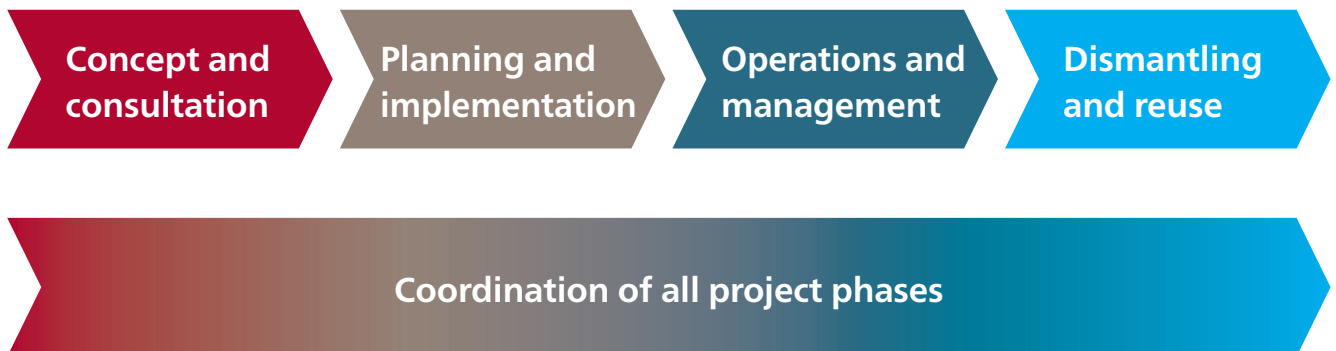 Concept and
consultation
Planning and
implementation
Operations and
management
Dismantling
and reuse
Coordination of all project phases